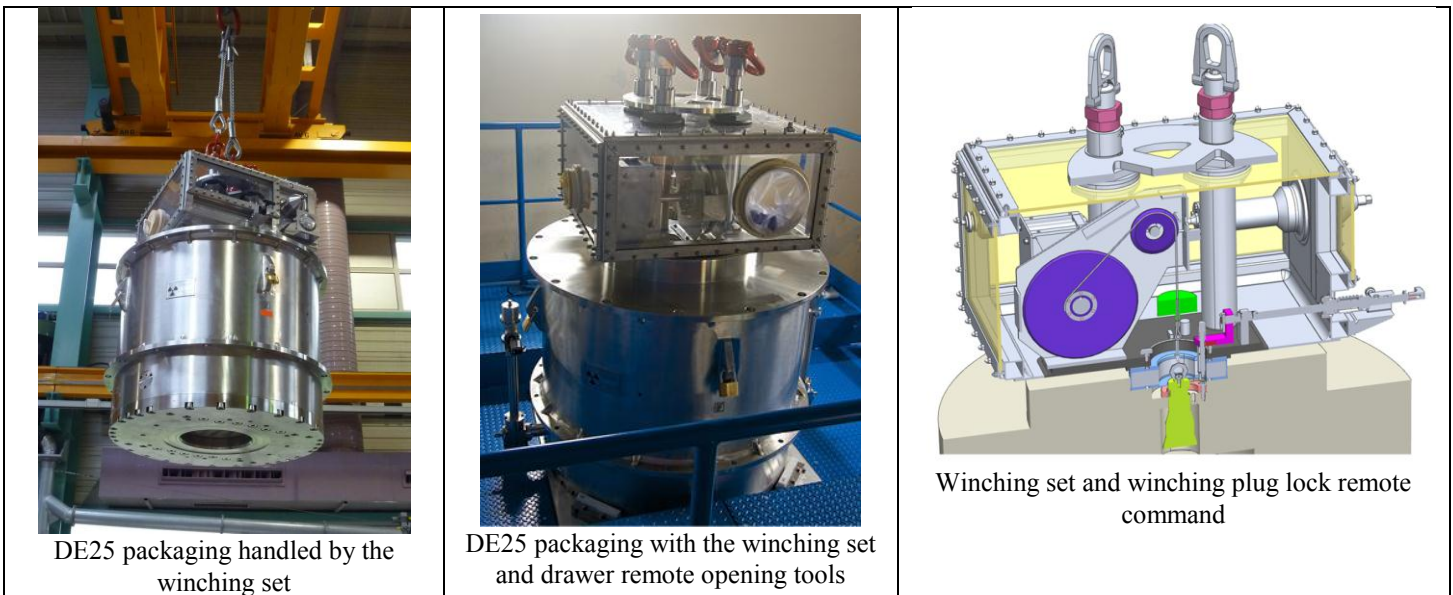 DE25 packaging handled by the
winching set
DE25 packaging with the winching set
and drawer remote opening tools
Winching set and winching plug lock remote
command